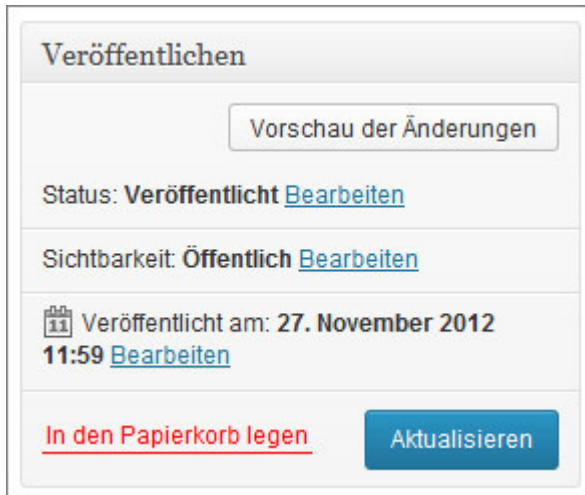 Veröffentlichen
Vorschau der Änderungen
Status: Veröffentlicht Bearbeiten
Sichtbarkeit: Öffentlich Bearbeiten
11 Veröffentlicht am: 27. November 2012
11:59 Bearbeiten
In den Papierkorb legen Aktualisieren